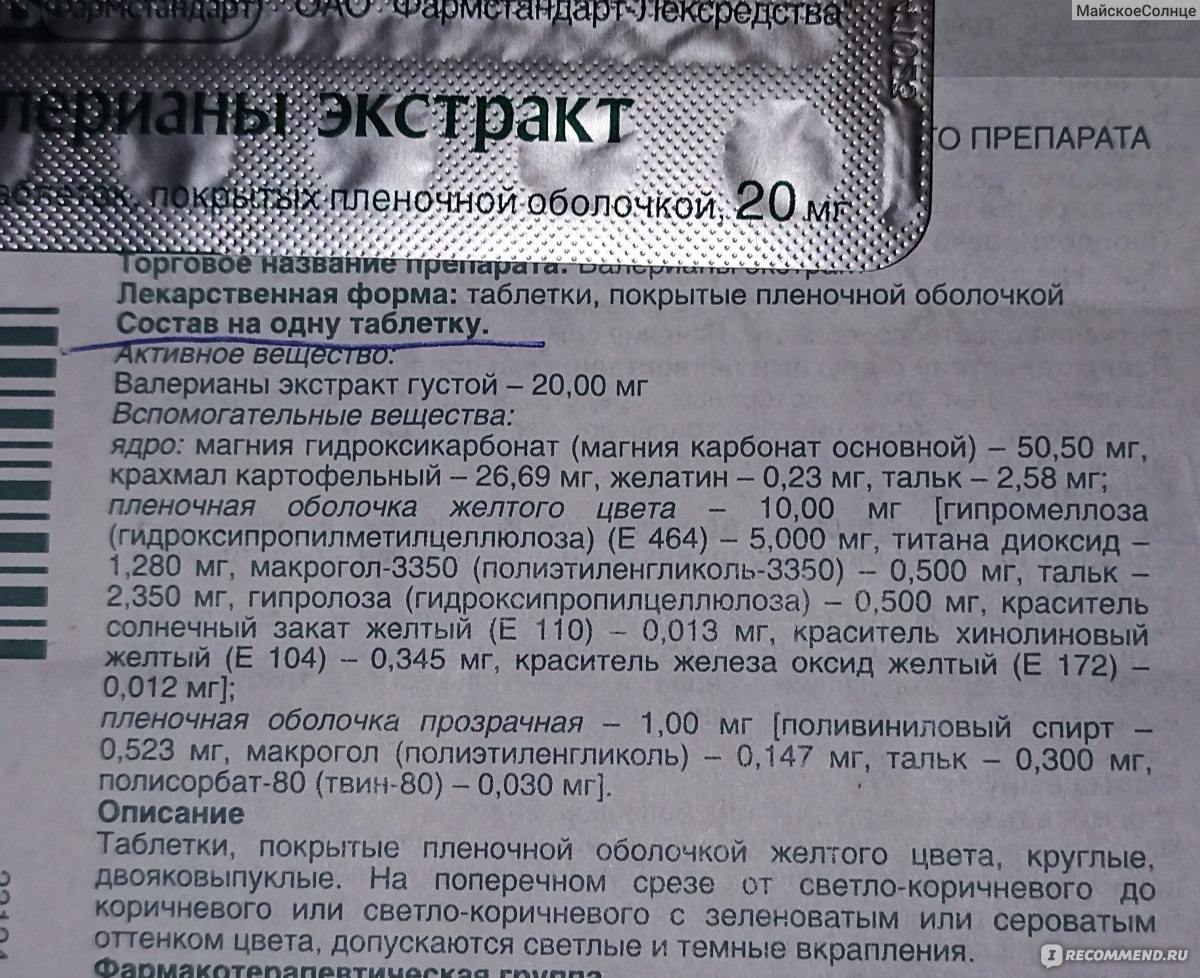 МайскоеСолнце
Фармстандарт ОАО "Фармстандарт-Лексредства"
лерианы экстракт
О ПРЕПАРАТА
таблеток, покрытых пленочной оболочкой, 20 мг
Торговое название препарата: Валерианы экстракт
Лекарственная форма: таблетки, покрытые пленочной оболочкой
Состав на одну таблетку.
Активное вещество:
Валерианы экстракт густой – 20,00 мг
Вспомогательные вещества:
ядро: магния гидроксикарбонат (магния карбонат основной) – 50,50 мг,
крахмал картофельный – 26,69 мг, желатин – 0,23 мг, тальк – 2,58 мг;
пленочная оболочка желтого цвета – 10,00 мг [гипромеллоза
(гидроксипропилметилцеллюлоза) (Е 464) – 5,000 мг, титана диоксид –
1,280 мг, макрогол-3350 (полиэтиленгликоль-3350) – 0,500 мг, тальк –
2,350 мг, гипролоза (гидроксипропилцеллюлоза) – 0,500 мг, краситель
солнечный закат желтый (Е 110) – 0,013 мг, краситель хинолиновый
желтый (Е 104) – 0,345 мг, краситель железа оксид желтый (Е 172) –
0,012 мг];
пленочная оболочка прозрачная – 1,00 мг [поливиниловый спирт –
0,523 мг, макрогол (полиэтиленгликоль) – 0,147 мг, тальк – 0,300 мг,
полисорбат-80 (твин-80) – 0,030 мг].
Описание
Таблетки, покрытые пленочной оболочкой желтого цвета, круглые,
двояковыпуклые. На поперечном срезе от светло-коричневого до
коричневого или светло-коричневого с зеленоватым или сероватым
оттенком цвета, допускаются светлые и темные вкрапления.
Фармакотерапевтическая группа
RECOMMEND.RU